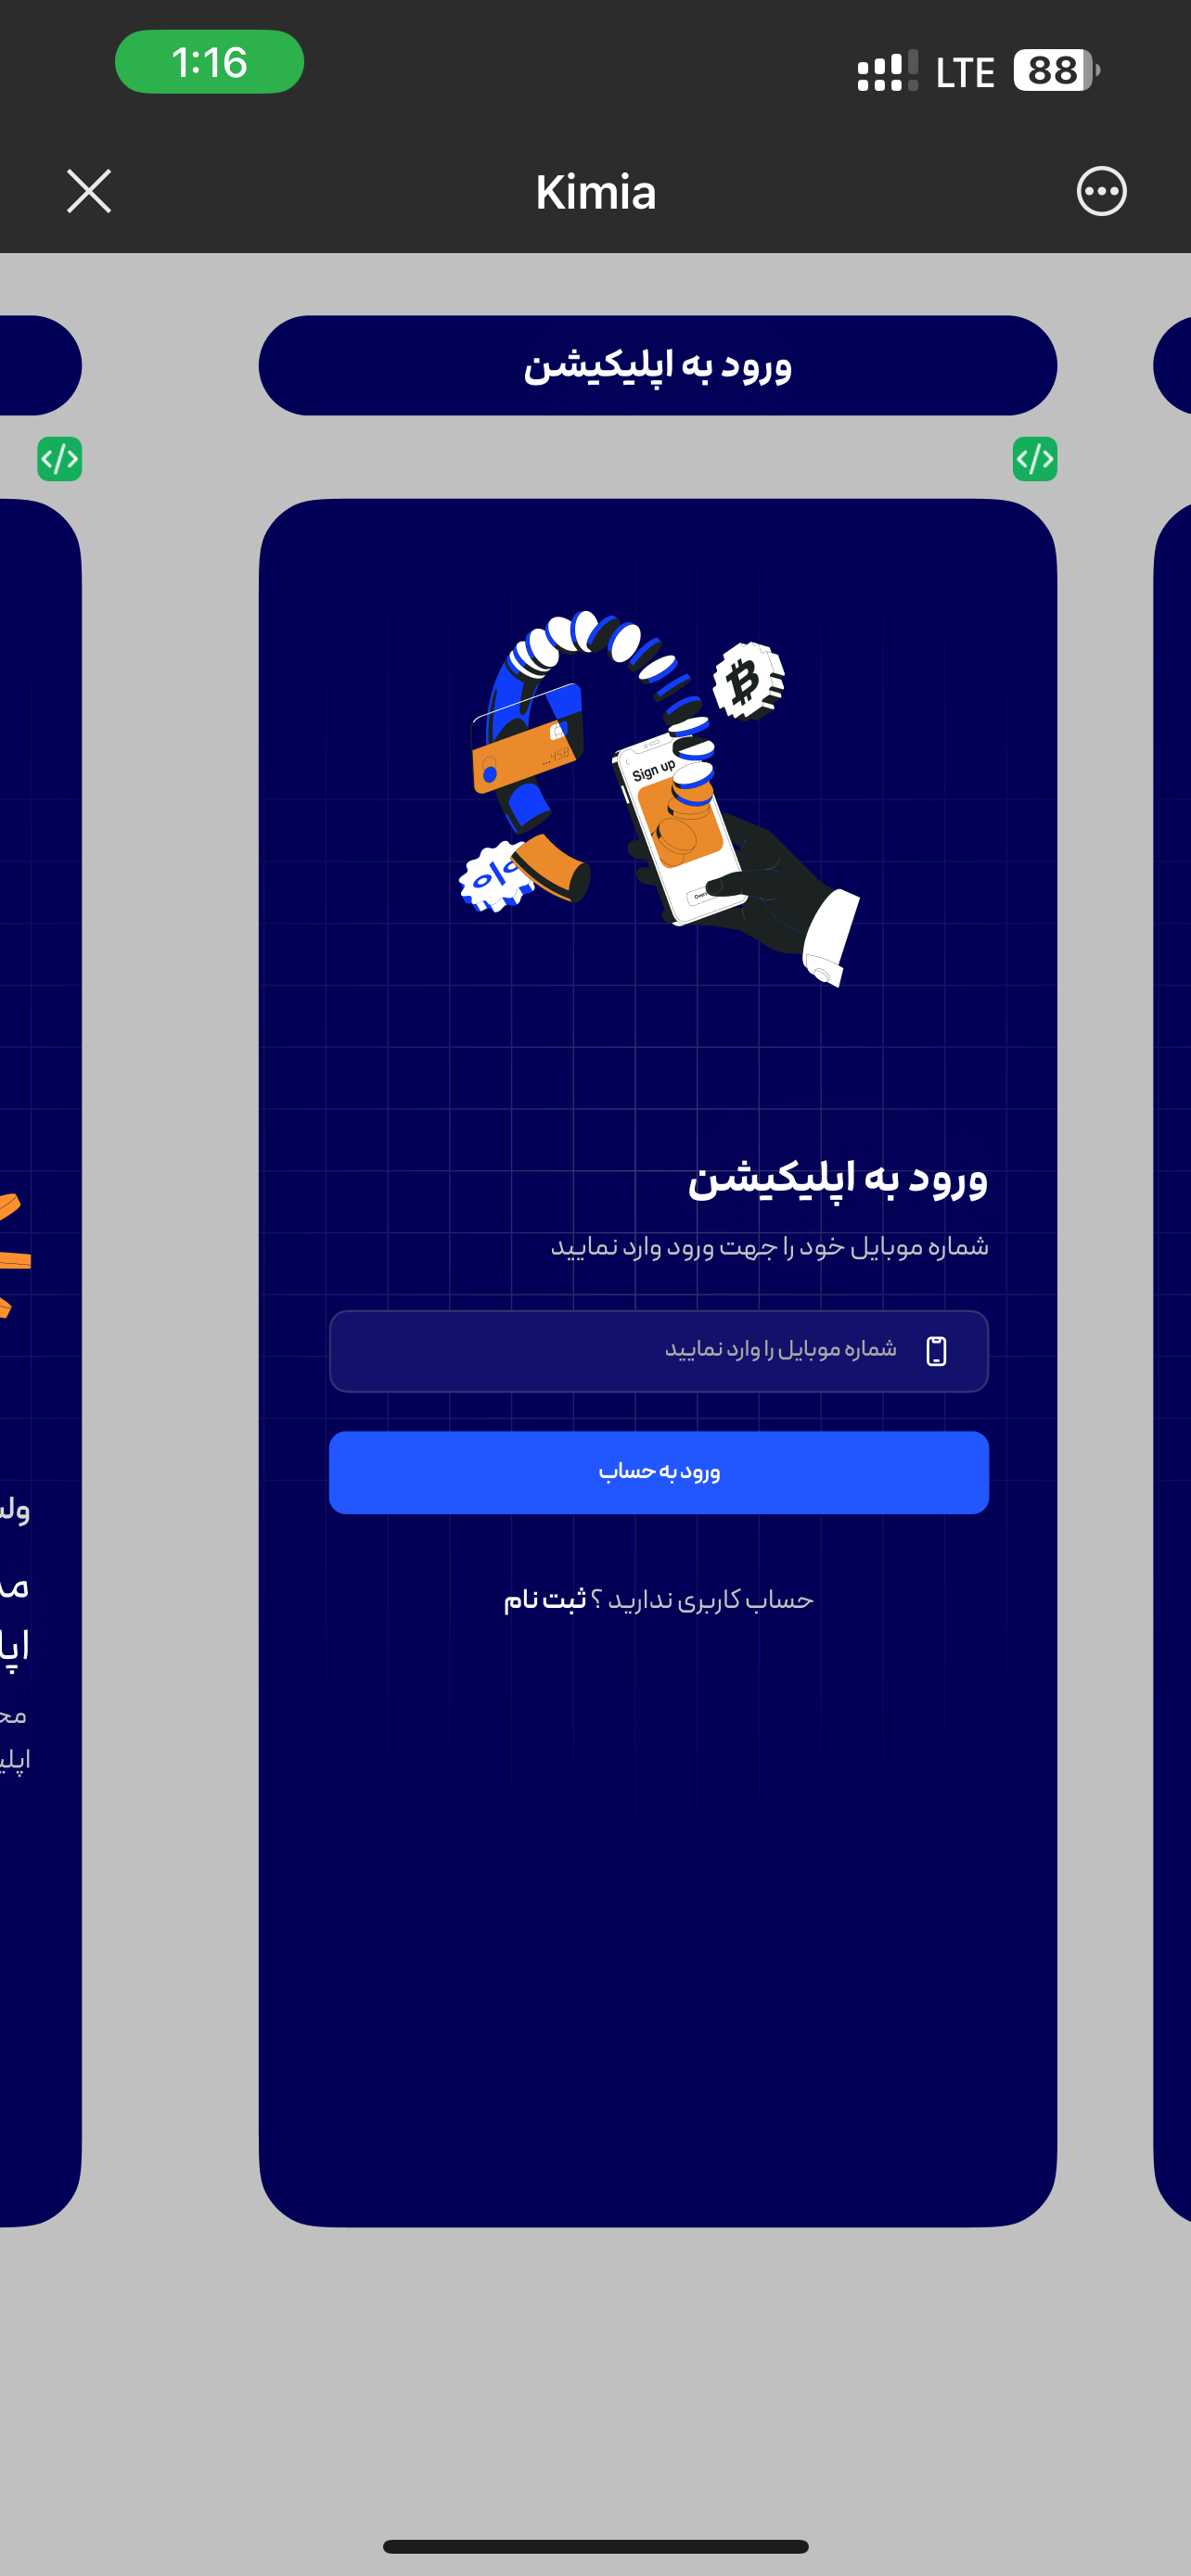 1:16
LTE
88
Kimia
ورود به اپلیکیشن
Sign up
ورود به اپلیکیشن
شماره موبایل خود را جهت ورود وارد نمایید
شماره موبایل را وارد نمایید
ورود به حساب
حساب کاربری ندارید ؟ ثبت نام